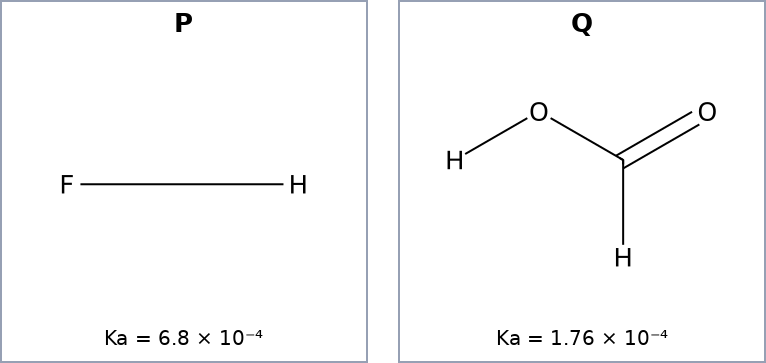 P
F H
Ka = 6.8 × 10⁻⁴
Q
O O
H
H
Ka = 1.76 × 10⁻⁴